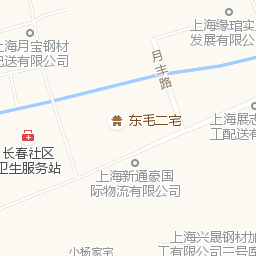 上海月宝钢材
配送有限公司
上海缘琯实
发展有限公
月丰路
东毛二宅
上海展志
工配送有
长春社区
卫生服务站
上海新通豪国
际物流有限公司
小杨家宅
上海兴晟钢材加
工有限公司三号库